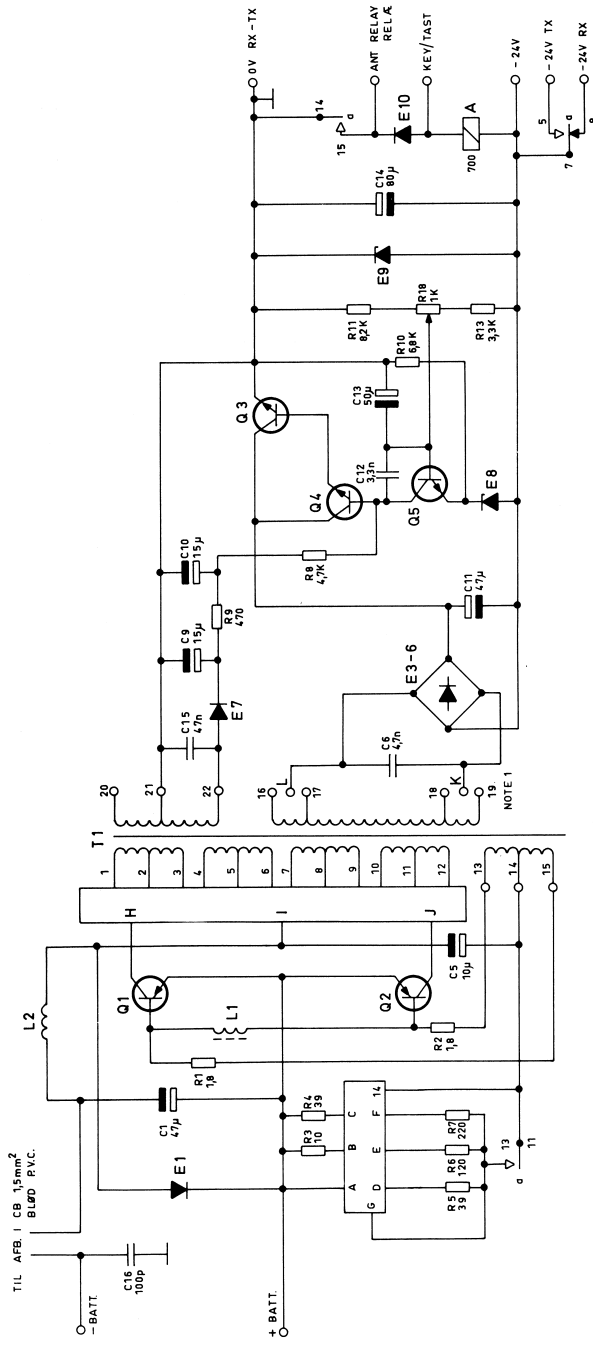 TIL AFB. I CB 1,5mm²
BLØD P.V.C.
- BATT.
+ BATT.
C16
100p
E1
C1
47µ
L2
R1
1,8
L1
R2
1,8
Q1
Q2
R3
10
R4
39
A
B
C
D
E
F
G
14
R5
39
R6
120
R7
220
13
a
11
C5
10µ
H
I
J
T1
1
2
3
4
5
6
7
8
9
10
11
12
13
14
15
20
21
22
16
L
17
18
K
19
NOTE 1
C15
47n
E7
C9
15µ
R9
470
C10
15µ
C6
4,7n
E3-6
C11
47µ
R8
4,7K
Q4
Q3
Q5
C12
3,3n
C13
50µ
E8
R10
6,8K
R11
8,2K
R18
1K
R13
3,3K
E9
C14
80µ
14
a
15
E10
A
700
0V RX-TX
ANT RELAY
RELÆ
KEY/TAST
- 24V
- 24V TX
- 24V RX
5
a
7